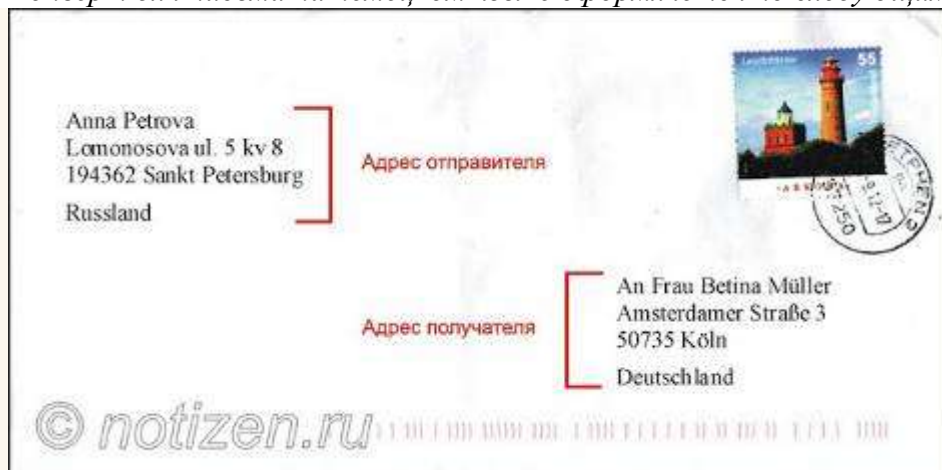 Leuchttürme
55
Anna Petrova
Lomonosova ul. 5 kv 8
194362 Sankt Petersburg
Russland
Адрес отправителя
An Frau Betina Müller
Amsterdamer Straße 3
50735 Köln
Deutschland
Адрес получателя
© notizen.ru